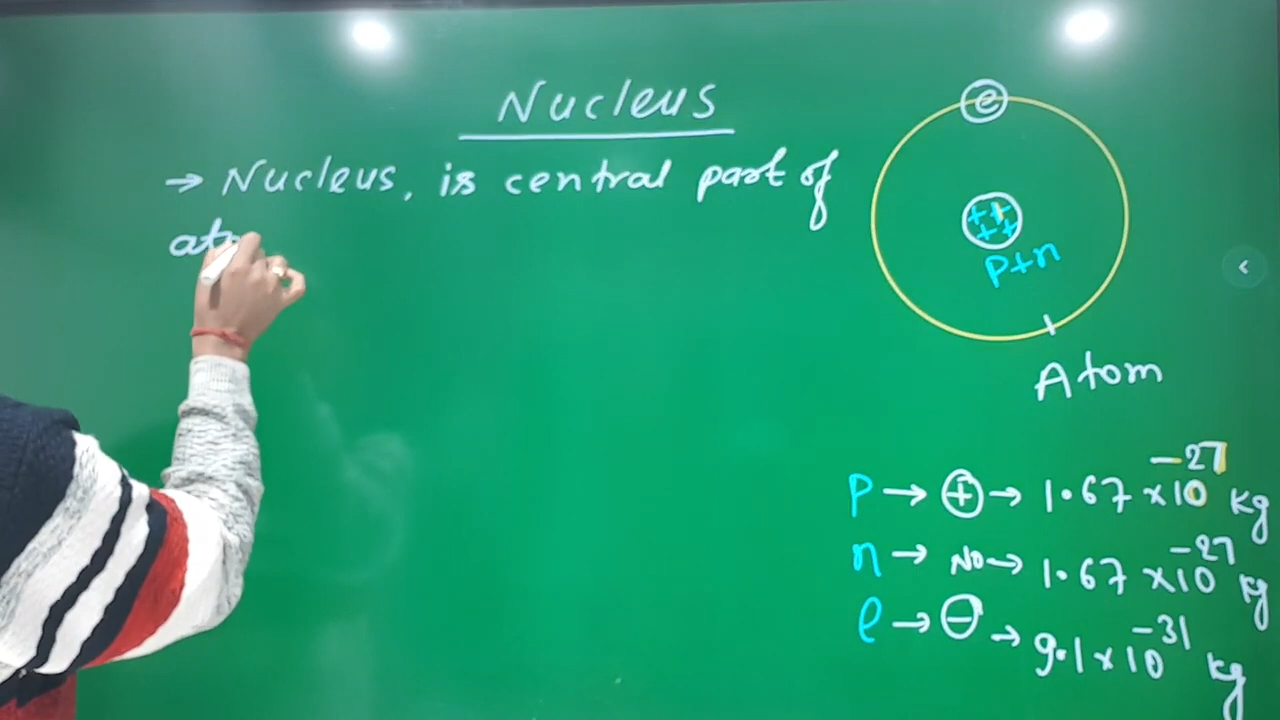 Nucleus
→ Nucleus, is central part of
at
e
++
++
P+n
Atom
P → ⊕ → 1.67 ×10⁻²⁷ kg
n → NO → 1.67 ×10⁻²⁷ kg
e → ⊖ → 9.1×10⁻³¹ kg